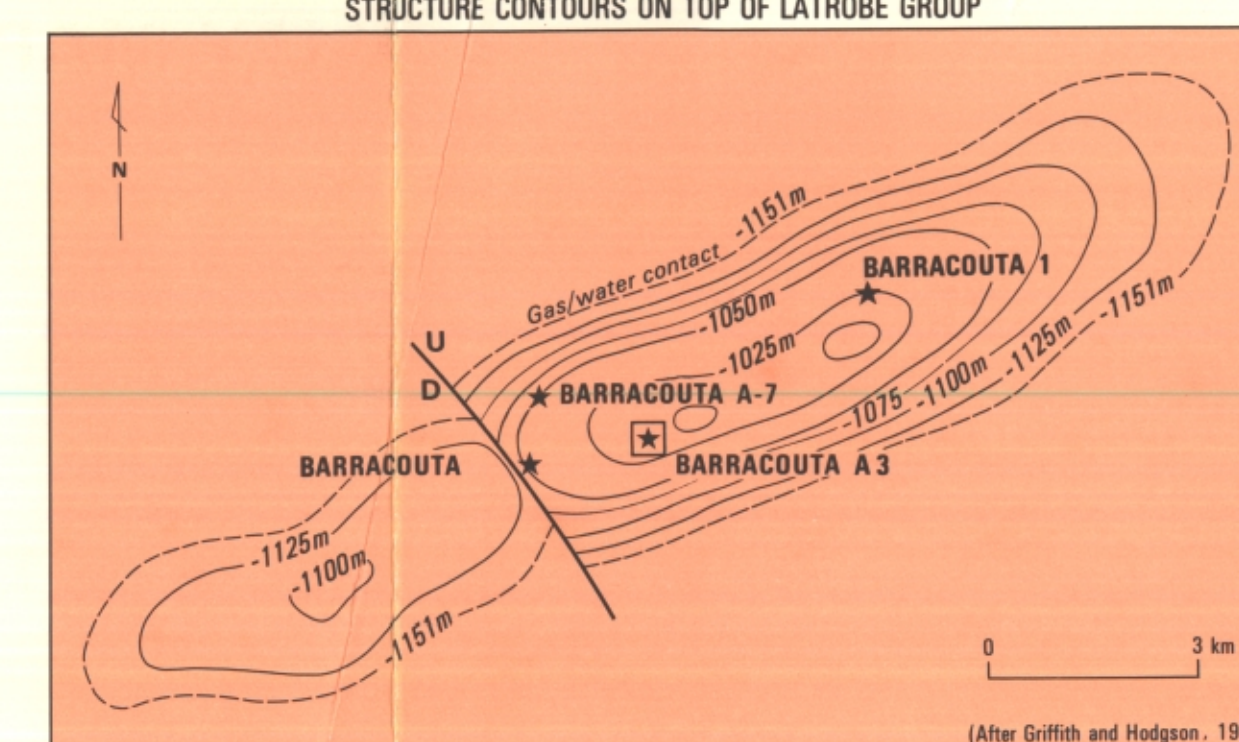 STRUCTURE CONTOURS ON TOP OF LATROBE GROUP
N
-1151m
Gas/water contact
BARRACOUTA 1
-1050m
-1151m
U
-1025m
-1125m
D
BARRACOUTA A-7
-1100m
-1075
BARRACOUTA
BARRACOUTA A3
-1125m
-1100m
-1151m
0 3 km
(After Griffith and Hodgson, 19